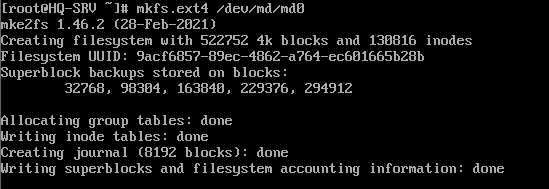 [root@HQ-SRV ~]# mkfs.ext4 /dev/md/md0
mke2fs 1.46.2 (28-Feb-2021)
Creating filesystem with 522752 4k blocks and 130816 inodes
Filesystem UUID: 9acf6857-89ec-4862-a764-ec601665b28b
Superblock backups stored on blocks:
        32768, 98304, 163840, 229376, 294912

Allocating group tables: done
Writing inode tables: done
Creating journal (8192 blocks): done
Writing superblocks and filesystem accounting information: done